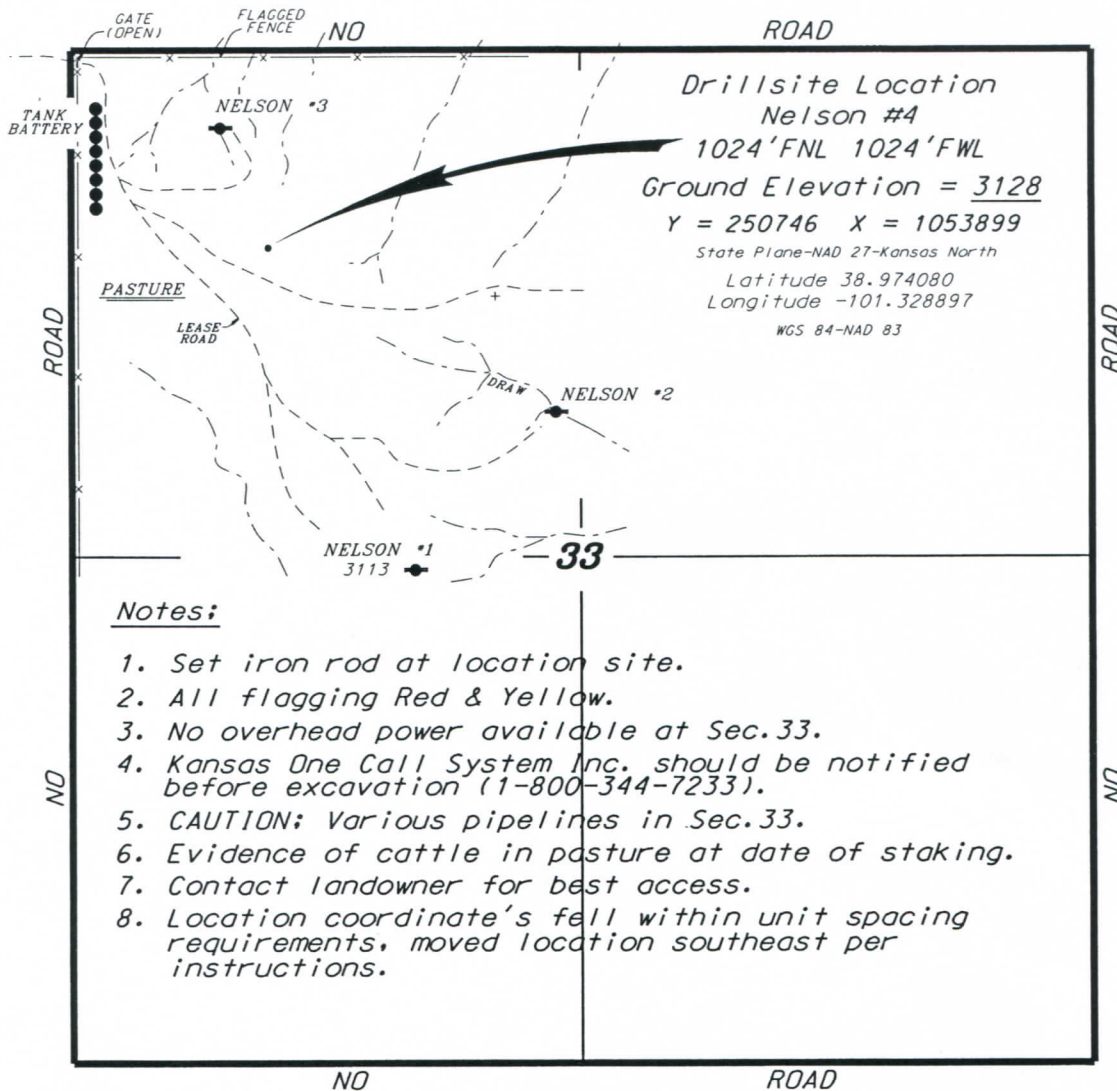 GATE
(OPEN)
FLAGGED
FENCE
NO
ROAD
TANK
BATTERY
NELSON #3
Drillsite Location
Nelson #4
1024'FNL 1024'FWL
Ground Elevation = 3128
Y = 250746 X = 1053899
State Plane-NAD 27-Kansas North
Latitude 38.974080
Longitude -101.328897
WGS 84-NAD 83
PASTURE
LEASE
ROAD
ROAD
ROAD
DRAW
NELSON #2
NELSON #1
3113
33
Notes:
1. Set iron rod at location site.
2. All flagging Red & Yellow.
3. No overhead power available at Sec.33.
4. Kansas One Call System Inc. should be notified
before excavation (1-800-344-7233).
5. CAUTION: Various pipelines in Sec.33.
6. Evidence of cattle in pasture at date of staking.
7. Contact landowner for best access.
8. Location coordinate's fell within unit spacing
requirements, moved location southeast per
instructions.
NO
NO
NO
ROAD